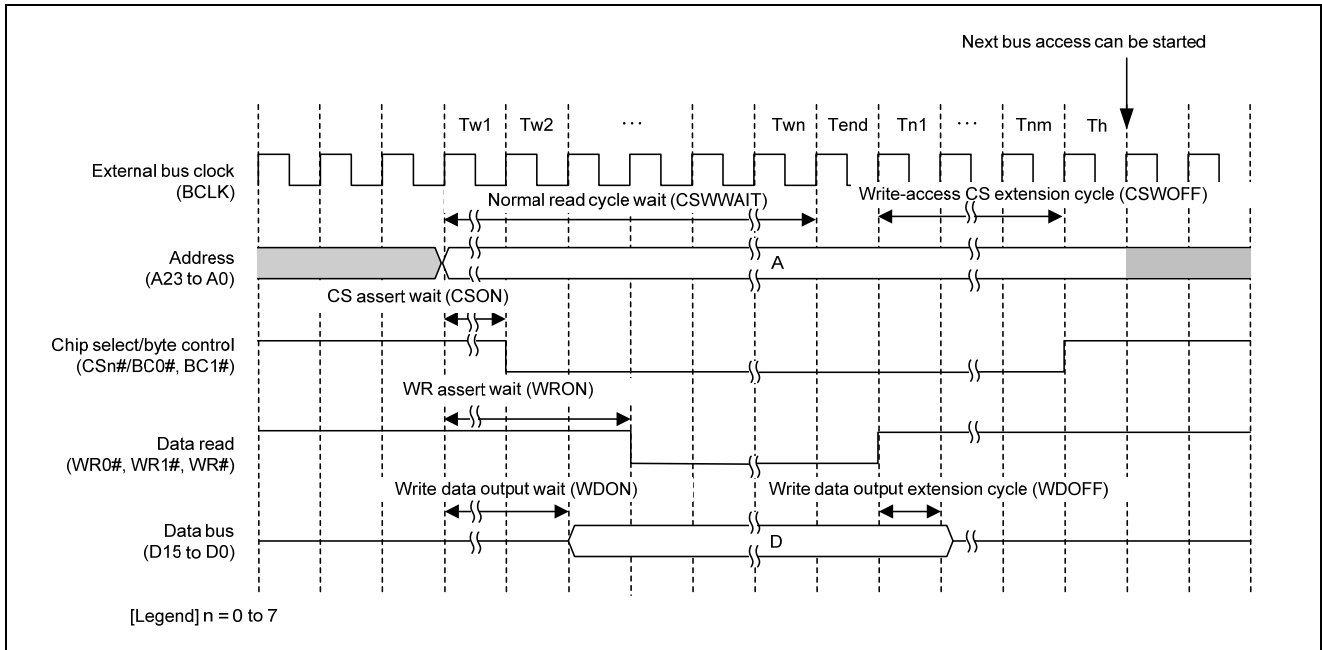 Next bus access can be started
Tw1 Tw2 ... Twn Tend Tn1 ... Tnm Th
External bus clock
(BCLK)
Normal read cycle wait (CSWWAIT)
Write-access CS extension cycle (CSWOFF)
Address
(A23 to A0)
A
CS assert wait (CSON)
Chip select/byte control
(CSn#/BC0#, BC1#)
WR assert wait (WRON)
Data read
(WR0#, WR1#, WR#)
Write data output wait (WDON)
Write data output extension cycle (WDOFF)
Data bus
(D15 to D0)
D
[Legend] n = 0 to 7